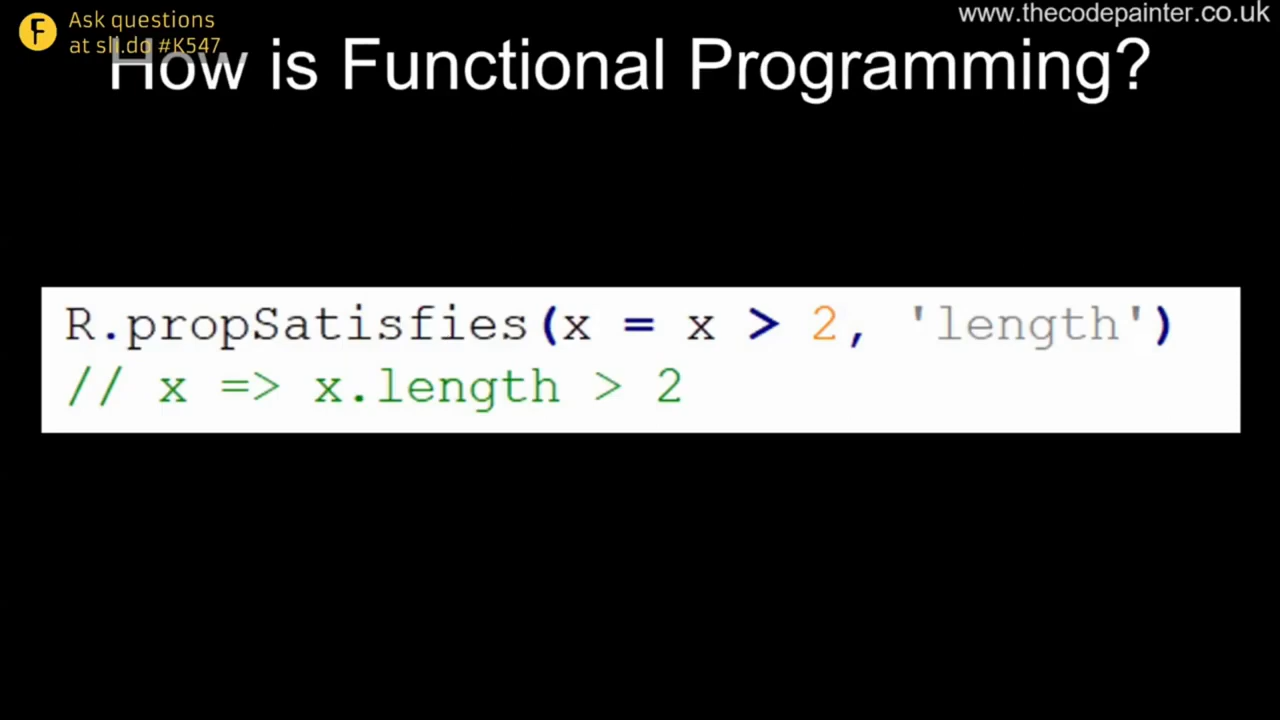 Ask questions
at sli.do #K547
www.thecodepainter.co.uk
How is Functional Programming?
R.propSatisfies(x = x > 2, 'length')
// x => x.length > 2